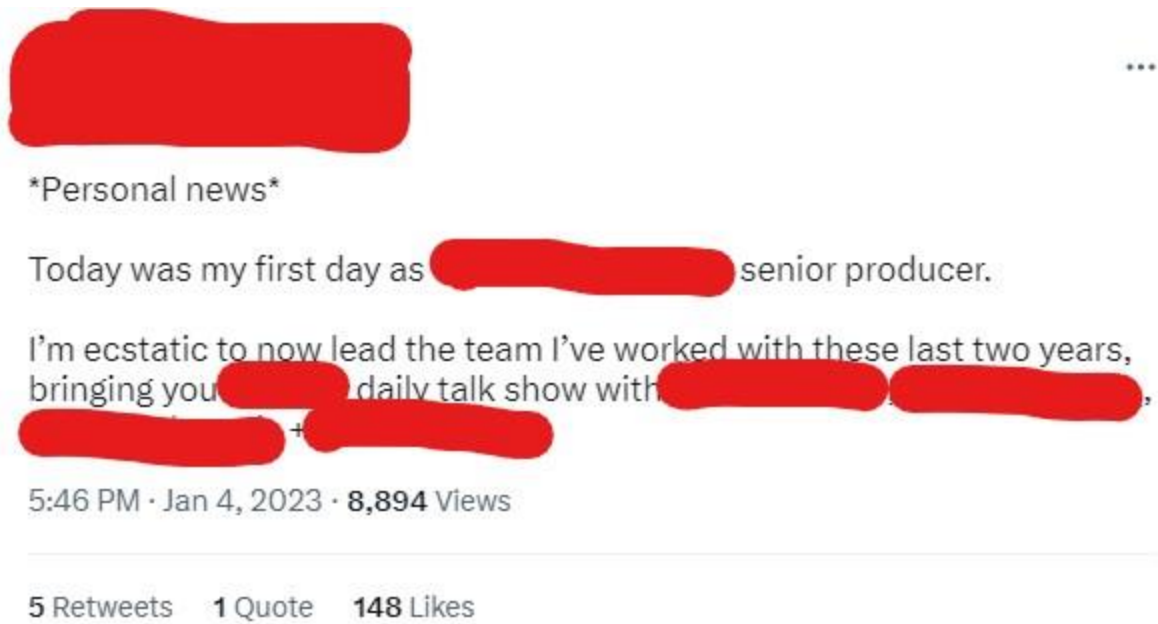 *Personal news*
Today was my first day as senior producer.
I’m ecstatic to now lead the team I’ve worked with these last two years,
bringing you daily talk show with ,
+
5:46 PM · Jan 4, 2023 · 8,894 Views
5 Retweets 1 Quote 148 Likes